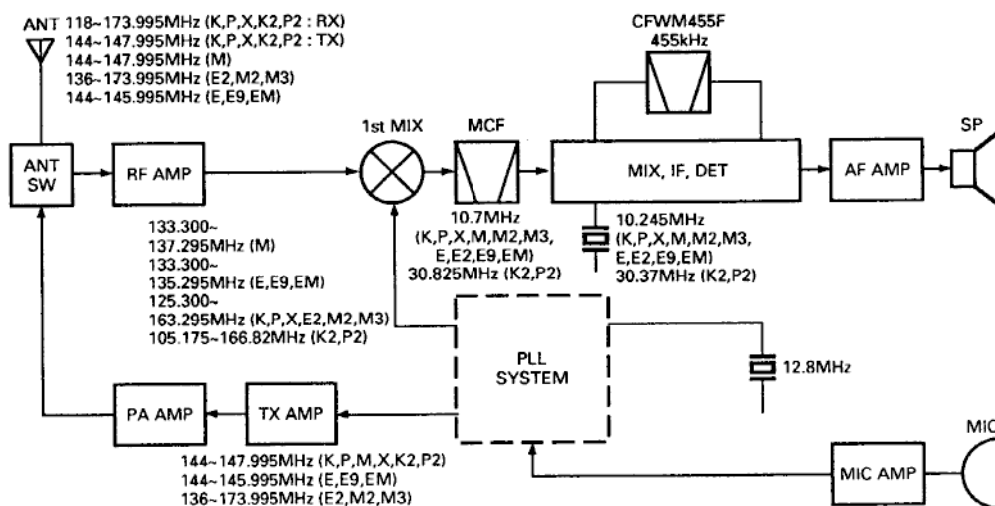 ANT 118~173.995MHz (K,P,X,K2,P2 : RX)
144~147.995MHz (K,P,X,K2,P2 : TX)
144~147.995MHz (M)
136~173.995MHz (E2,M2,M3)
144~145.995MHz (E,E9,EM)
CFWM455F
455kHz
1st MIX
MCF
SP
ANT
SW
RF AMP
MIX, IF, DET
AF AMP
10.7MHz
(K,P,X,M,M2,M3,
E,E2,E9,EM)
30.825MHz (K2,P2)
10.245MHz
(K,P,X,M,M2,M3,
E,E2,E9,EM)
30.37MHz (K2,P2)
133.300~
137.295MHz (M)
133.300~
135.295MHz (E,E9,EM)
125.300~
163.295MHz (K,P,X,E2,M2,M3)
105.175~166.82MHz (K2,P2)
PLL
SYSTEM
12.8MHz
PA AMP
TX AMP
MIC
MIC AMP
144~147.995MHz (K,P,M,X,K2,P2)
144~145.995MHz (E,E9,EM)
136~173.995MHz (E2,M2,M3)